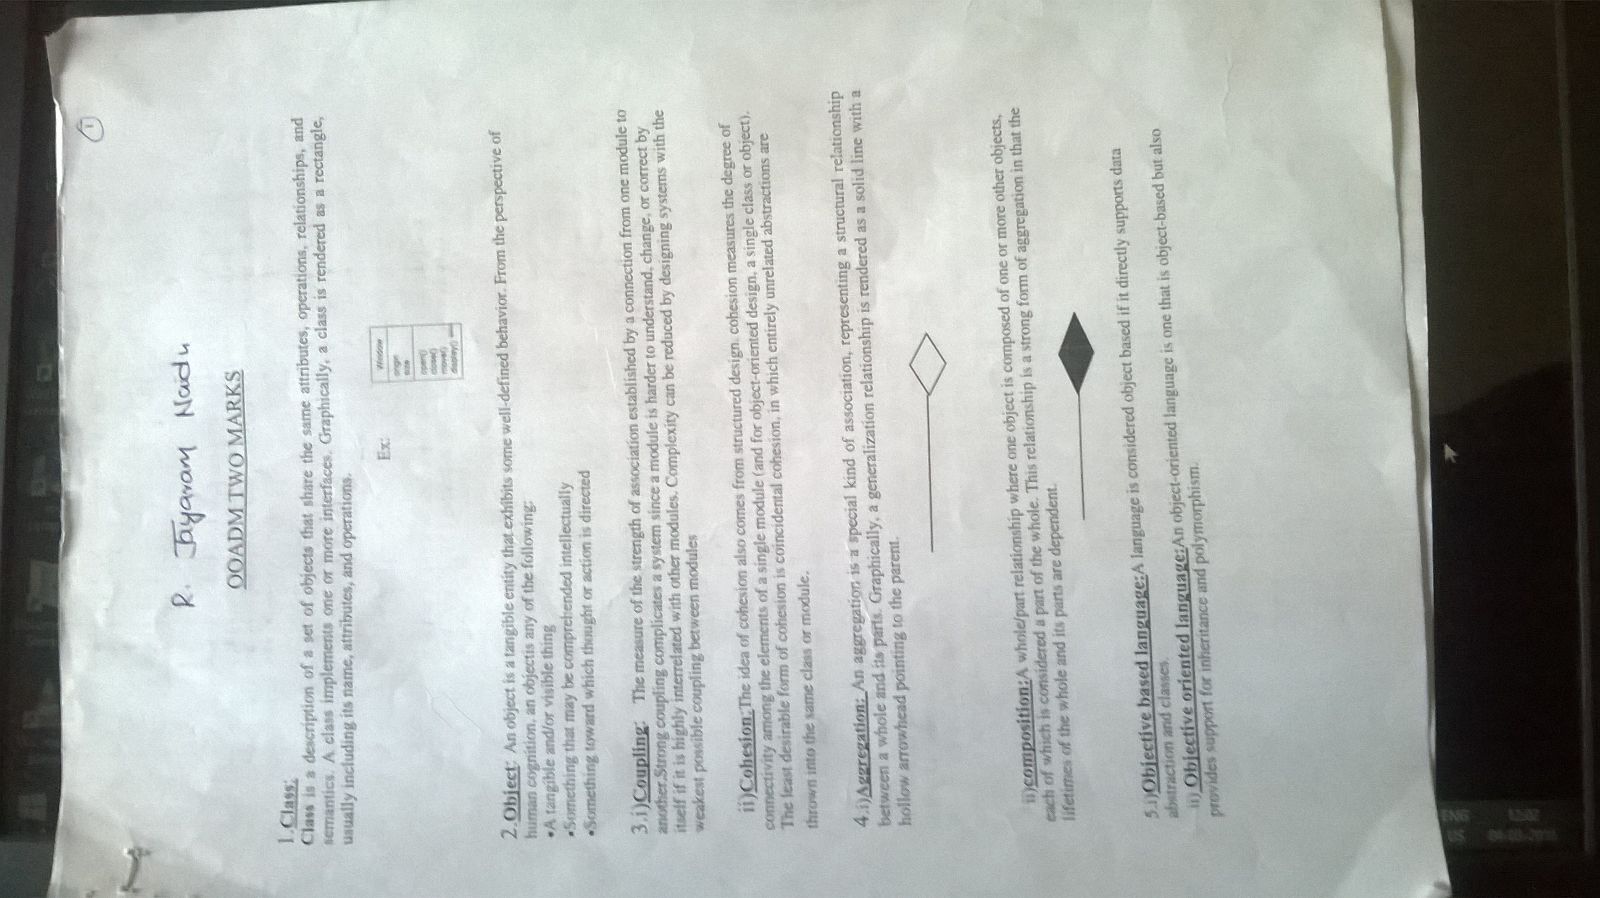 1
R. Jayaram Naidu
OOADM TWO MARKS
1.Class:
Class is a description of a set of objects that share the same attributes, operations, relationships, and
semantics. A class implements one or more interfaces. Graphically, a class is rendered as a rectangle,
usually including its name, attributes, and operations.
Ex:
Window
origin
size
open()
close()
move()
display()
2.Object: An object is a tangible entity that exhibits some well-defined behavior. From the perspective of
human cognition, an objectis any of the following:
•A tangible and/or visible thing
•Something that may be comprehended intellectually
•Something toward which thought or action is directed
3.i)Coupling: The measure of the strength of association established by a connection from one module to
another.Strong coupling complicates a system since a module is harder to understand, change, or correct by
itself if it is highly interrelated with other modules. Complexity can be reduced by designing systems with the
weakest possible coupling between modules
ii)Cohesion:The idea of cohesion also comes from structured design. cohesion measures the degree of
connectivity among the elements of a single module (and for object-oriented design, a single class or object).
The least desirable form of cohesion is coincidental cohesion, in which entirely unrelated abstractions are
thrown into the same class or module.
4.i)Aggregation: An aggregation is a special kind of association, representing a structural relationship
between a whole and its parts. Graphically, a generalization relationship is rendered as a solid line with a
hollow arrowhead pointing to the parent.
ii)composition:A whole/part relationship where one object is composed of one or more other objects,
each of which is considered a part of the whole. This relationship is a strong form of aggregation in that the
lifetimes of the whole and its parts are dependent.
5.i)Objective based language:A language is considered object based if it directly supports data
abstraction and classes.
ii) Objective oriented language:An object-oriented language is one that is object-based but also
provides support for inheritance and polymorphism.